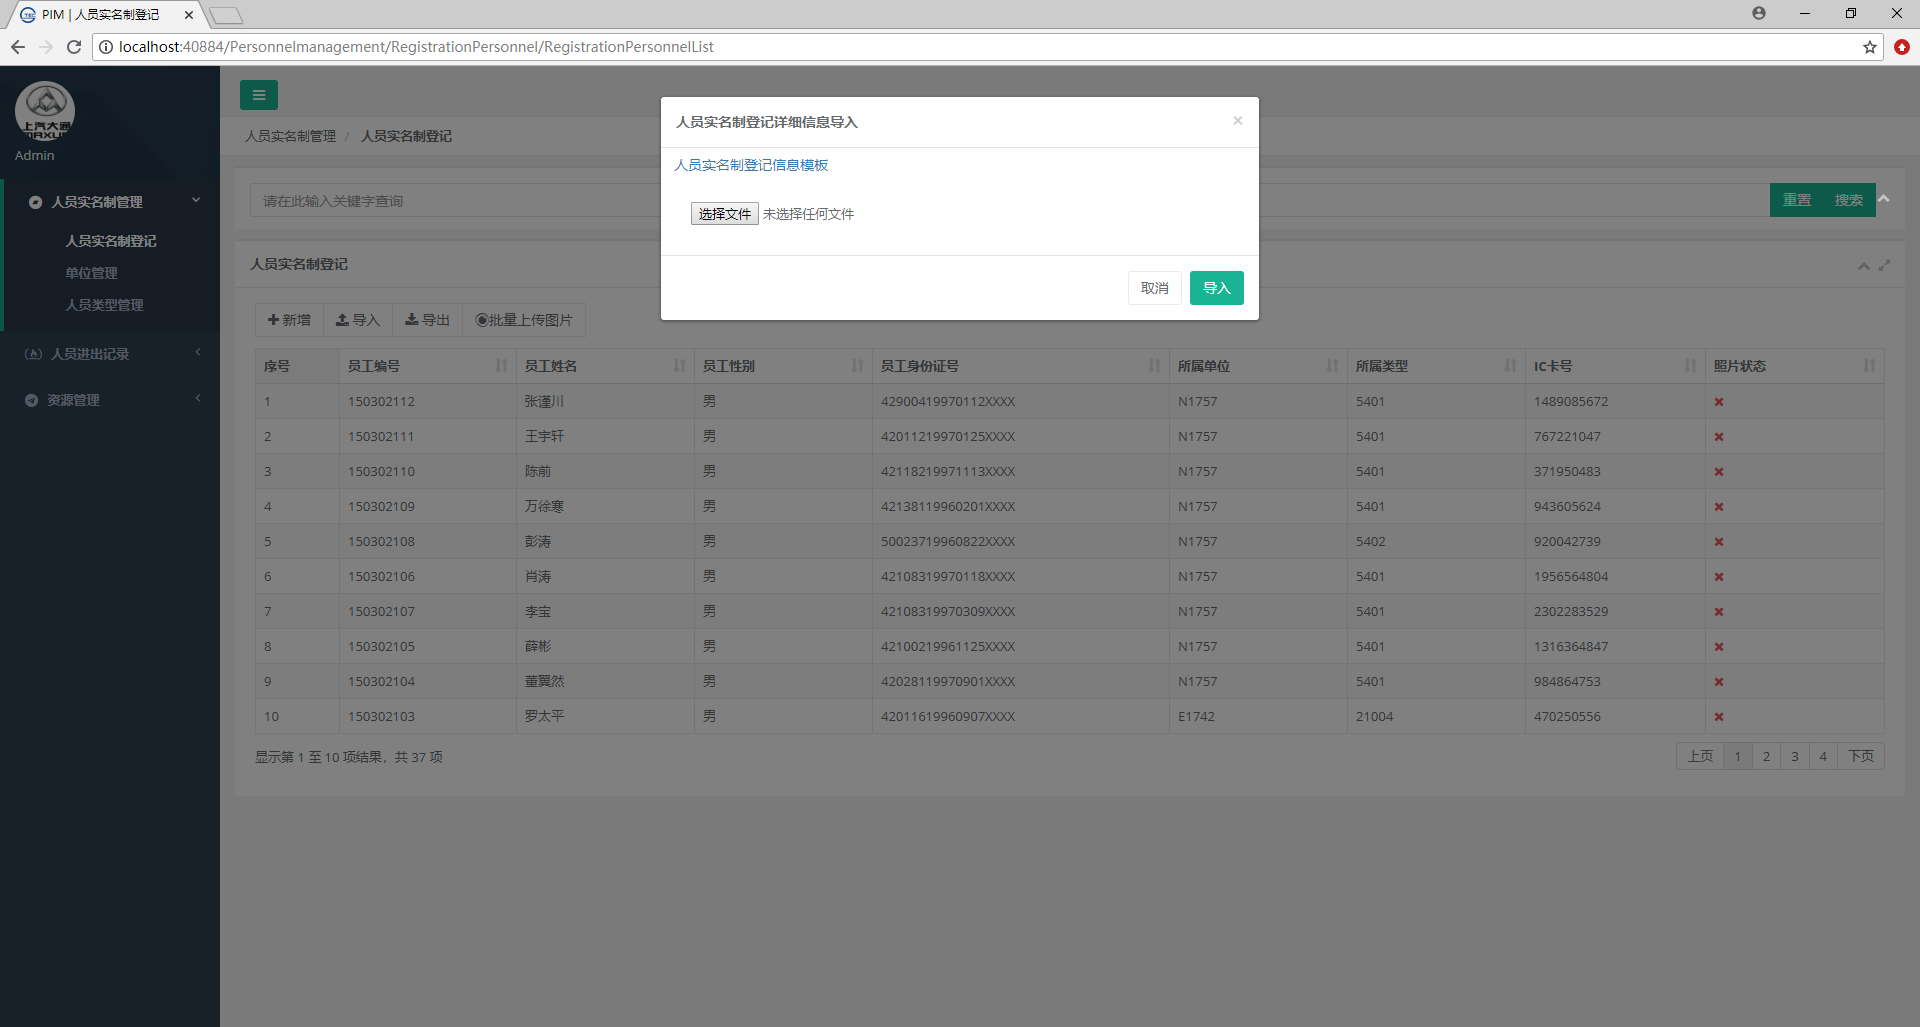 PIM | 人员实名制登记
localhost:40884/Personnelmanagement/RegistrationPersonnel/RegistrationPersonnelList
上汽大通
MAXUS
Admin
人员实名制管理
人员实名制登记
单位管理
人员类型管理
人员进出记录
资源管理
人员实名制管理 / 人员实名制登记
请在此输入关键字查询
重置 搜索
人员实名制登记详细信息导入 ×
人员实名制登记信息模板
选择文件 未选择任何文件
取消 导入
人员实名制登记
新增 导入 导出 批量上传图片
序号 员工编号 员工姓名 员工性别 员工身份证号 所属单位 所属类型 IC卡号 照片状态
1 150302112 张谨川 男 42900419970112XXXX N1757 5401 1489085672
2 150302111 王宇轩 男 42011219970125XXXX N1757 5401 767221047
3 150302110 陈前 男 42118219971113XXXX N1757 5401 371950483
4 150302109 万徐寒 男 42138119960201XXXX N1757 5401 943605624
5 150302108 彭涛 男 50023719960822XXXX N1757 5402 920042739
6 150302106 肖涛 男 42108319970118XXXX N1757 5401 1956564804
7 150302107 李宝 男 42108319970309XXXX N1757 5401 2302283529
8 150302105 薛彬 男 42100219961125XXXX N1757 5401 1316364847
9 150302104 董翼然 男 42028119970901XXXX N1757 5401 984864753
10 150302103 罗太平 男 42011619960907XXXX E1742 21004 470250556
显示第 1 至 10 项结果，共 37 项
上页 1 2 3 4 下页